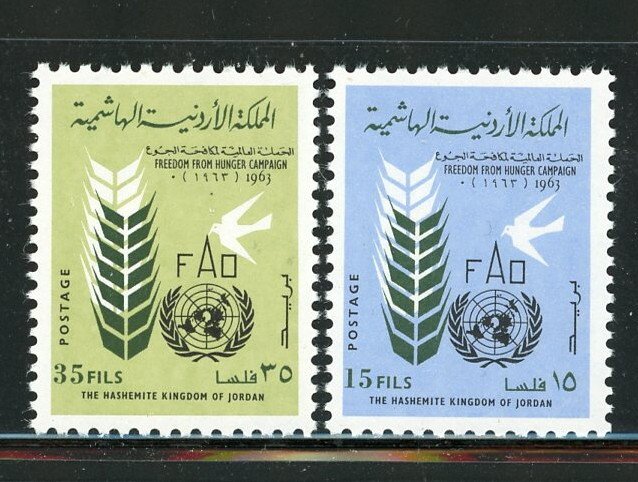 المملكة الأردنية الهاشمية
الحملة العالمية لمكافحة الجوع
FREEDOM FROM HUNGER CAMPAIGN
٠ (١٩٦٣) 1963
FAO
POSTAGE
بريد
35 FILS
٣٥ فلسا
THE HASHEMITE KINGDOM OF JORDAN
المملكة الأردنية الهاشمية
الحملة العالمية لمكافحة الجوع
FREEDOM FROM HUNGER CAMPAIGN
٠ (١٩٦٣) 1963
FAO
POSTAGE
بريد
15 FILS
١٥ فلسا
THE HASHEMITE KINGDOM OF JORDAN